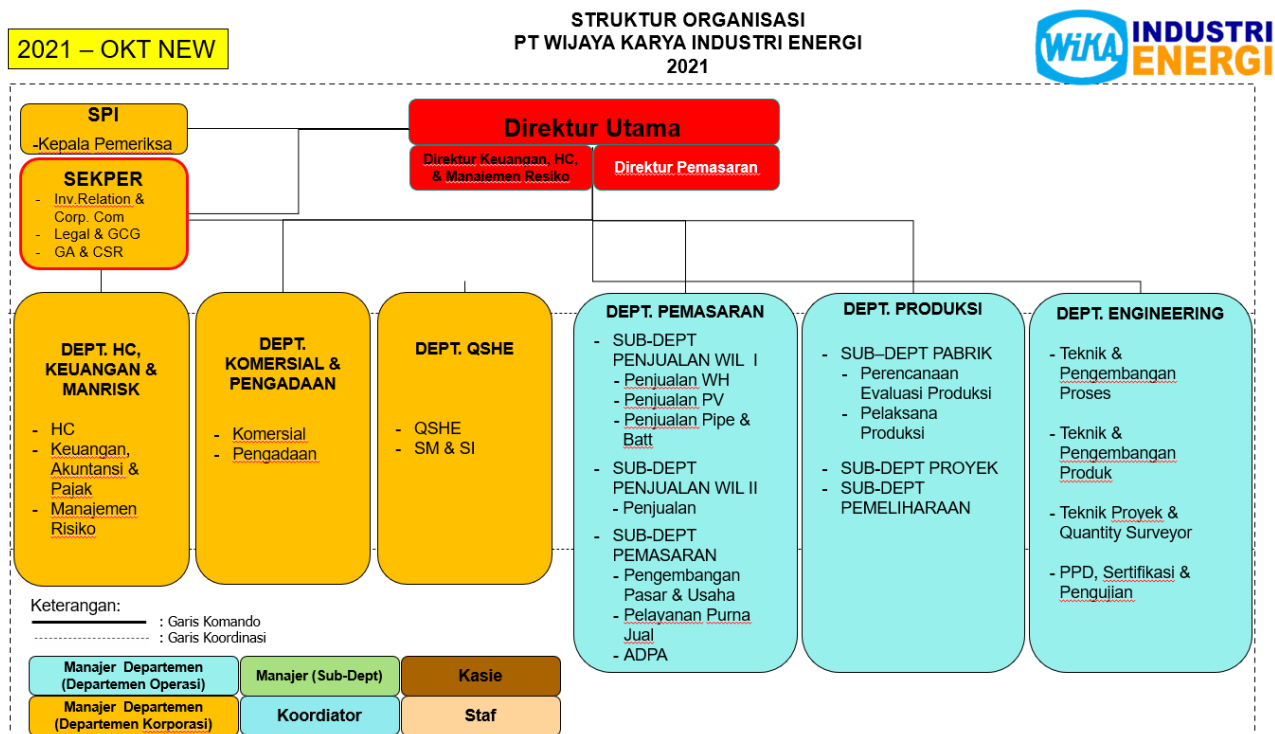 2021 – OKT NEW
STRUKTUR ORGANISASI
PT WIJAYA KARYA INDUSTRI ENERGI
2021
WiKA INDUSTRI
ENERGI
SPI
-Kepala Pemeriksa
SEKPER
- Inv.Relation &
Corp. Com
- Legal & GCG
- GA & CSR
Direktur Utama
Direktur Keuangan, HC,
& Manajemen Resiko
Direktur Pemasaran
DEPT. HC,
KEUANGAN &
MANRISK
- HC
- Keuangan,
Akuntansi &
Pajak
- Manajemen
Risiko
DEPT.
KOMERSIAL &
PENGADAAN
- Komersial
- Pengadaan
DEPT. QSHE
- QSHE
- SM & SI
DEPT. PEMASARAN
- SUB-DEPT
PENJUALAN WIL I
- Penjualan WH
- Penjualan PV
- Penjualan Pipe &
Batt
- SUB-DEPT
PENJUALAN WIL II
- Penjualan
- SUB-DEPT
PEMASARAN
- Pengembangan
Pasar & Usaha
- Pelayanan Purna
Jual
- ADPA
DEPT. PRODUKSI
- SUB–DEPT PABRIK
- Perencanaan
Evaluasi Produksi
- Pelaksana
Produksi
- SUB-DEPT PROYEK
- SUB-DEPT
PEMELIHARAAN
DEPT. ENGINEERING
- Teknik &
Pengembangan
Proses
- Teknik &
Pengembangan
Produk
- Teknik Proyek &
Quantity Surveyor
- PPD, Sertifikasi &
Pengujian
Keterangan:
: Garis Komando
: Garis Koordinasi
Manajer Departemen
(Departemen Operasi)
Manajer (Sub-Dept)
Kasie
Manajer Departemen
(Departemen Korporasi)
Koordiator
Staf